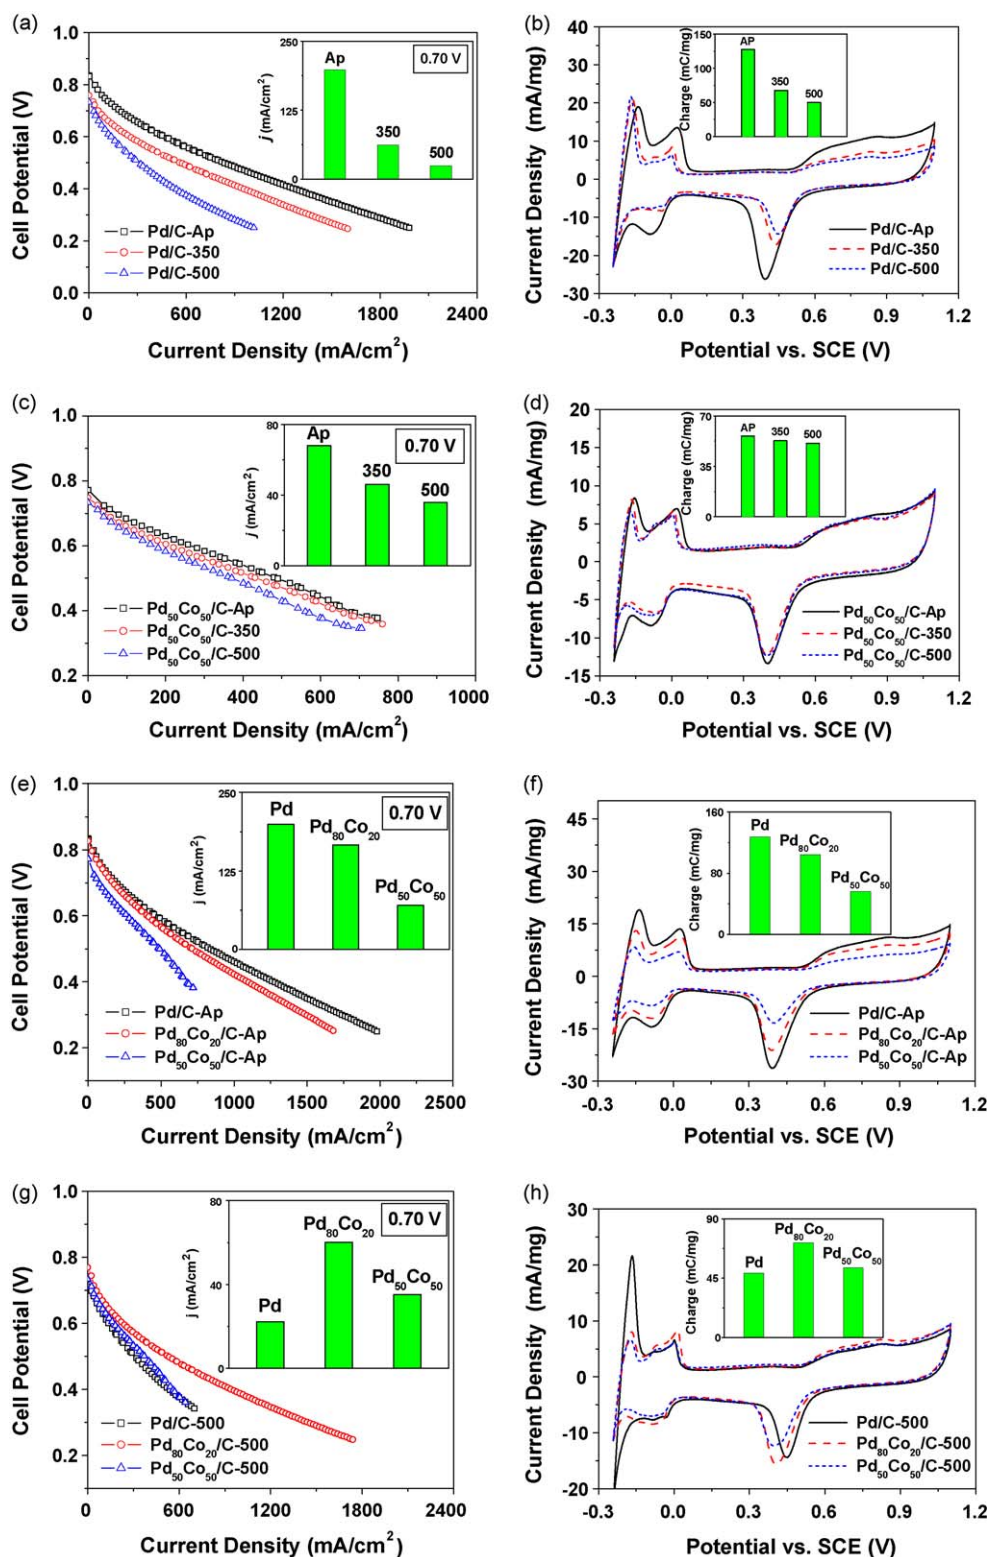 (a)
1.0
0.8
0.6
0.4
0.2
0.0
Cell Potential (V)
250
125
0
j (mA/cm²)
Ap
350
500
0.70 V
Pd/C-Ap
Pd/C-350
Pd/C-500
0 600 1200 1800 2400
Current Density (mA/cm²)
(b)
40
30
20
10
0
-10
-20
-30
Current Density (mA/mg)
150
100
50
0
Charge (mC/mg)
AP
350
500
Pd/C-Ap
Pd/C-350
Pd/C-500
-0.3 0.0 0.3 0.6 0.9 1.2
Potential vs. SCE (V)
(c)
1.0
0.8
0.6
0.4
0.2
Cell Potential (V)
80
40
0
j (mA/cm²)
Ap
350
500
0.70 V
Pd₅₀Co₅₀/C-Ap
Pd₅₀Co₅₀/C-350
Pd₅₀Co₅₀/C-500
0 200 400 600 800 1000
Current Density (mA/cm²)
(d)
20
15
10
5
0
-5
-10
-15
Current Density (mA/mg)
70
35
0
Charge (mC/mg)
AP
350
500
Pd₅₀Co₅₀/C-Ap
Pd₅₀Co₅₀/C-350
Pd₅₀Co₅₀/C-500
-0.3 0.0 0.3 0.6 0.9 1.2
Potential vs. SCE (V)
(e)
1.0
0.8
0.6
0.4
0.2
Cell Potential (V)
250
125
0
j (mA/cm²)
Pd
Pd₈₀Co₂₀
Pd₅₀Co₅₀
0.70 V
Pd/C-Ap
Pd₈₀Co₂₀/C-Ap
Pd₅₀Co₅₀/C-Ap
0 500 1000 1500 2000 2500
Current Density (mA/cm²)
(f)
45
30
15
0
-15
-30
Current Density (mA/mg)
160
80
0
Charge (mC/mg)
Pd
Pd₈₀Co₂₀
Pd₅₀Co₅₀
Pd/C-Ap
Pd₈₀Co₂₀/C-Ap
Pd₅₀Co₅₀/C-Ap
-0.3 0.0 0.3 0.6 0.9 1.2
Potential vs. SCE (V)
(g)
1.0
0.8
0.6
0.4
0.2
Cell Potential (V)
80
40
0
j (mA/cm²)
Pd
Pd₈₀Co₂₀
Pd₅₀Co₅₀
0.70 V
Pd/C-500
Pd₈₀Co₂₀/C-500
Pd₅₀Co₅₀/C-500
0 600 1200 1800 2400
Current Density (mA/cm²)
(h)
30
20
10
0
-10
-20
Current Density (mA/mg)
90
45
0
Charge (mC/mg)
Pd
Pd₈₀Co₂₀
Pd₅₀Co₅₀
Pd/C-500
Pd₈₀Co₂₀/C-500
Pd₅₀Co₅₀/C-500
-0.3 0.0 0.3 0.6 0.9 1.2
Potential vs. SCE (V)